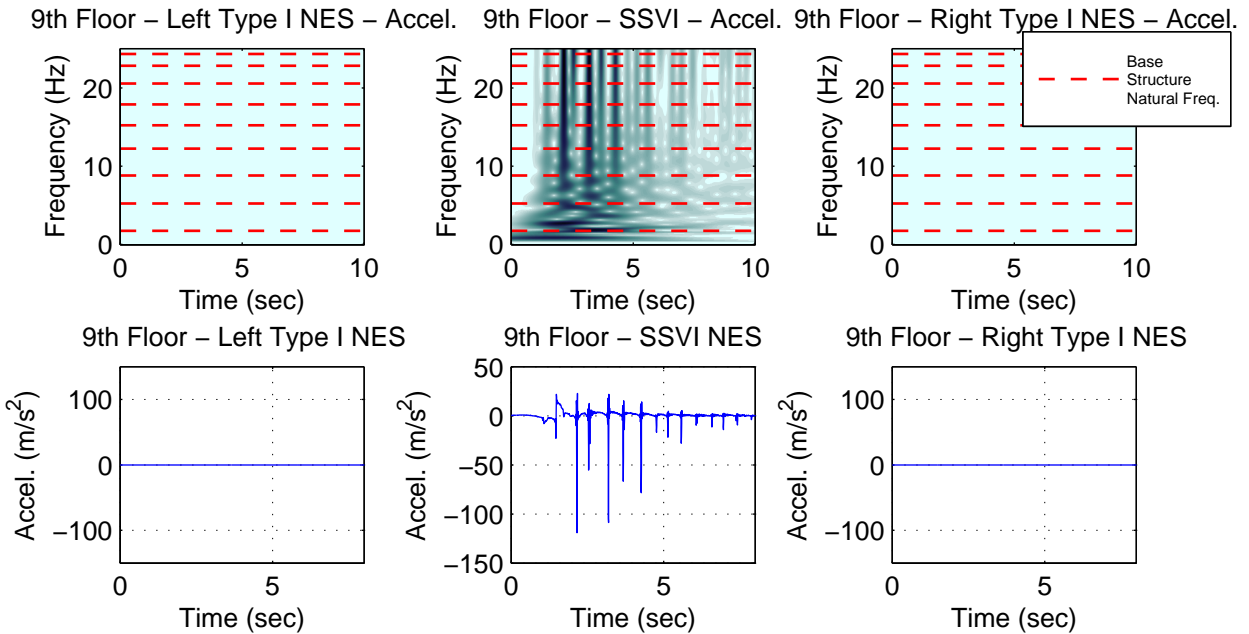 9th Floor – Left Type I NES – Accel.
9th Floor – SSVI – Accel.
9th Floor – Right Type I NES – Accel.
Base
Structure
Natural Freq.
Frequency (Hz)
20
10
0
0
5
10
Time (sec)
Frequency (Hz)
20
10
0
0
5
10
Time (sec)
Frequency (Hz)
20
10
0
0
5
10
Time (sec)
9th Floor – Left Type I NES
9th Floor – SSVI NES
9th Floor – Right Type I NES
Accel. (m/s²)
100
0
−100
0
5
Time (sec)
Accel. (m/s²)
50
0
−50
−100
−150
0
5
Time (sec)
Accel. (m/s²)
100
0
−100
0
5
Time (sec)